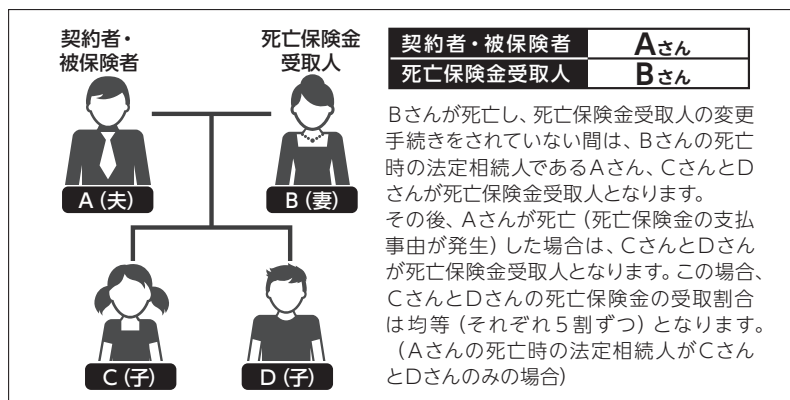 契約者・
被保険者
死亡保険金
受取人
A（夫）
B（妻）
C（子）
D（子）
契約者・被保険者 Aさん
死亡保険金受取人 Bさん
Bさんが死亡し、死亡保険金受取人の変更
手続きをされていない間は、Bさんの死亡
時の法定相続人であるAさん、CさんとD
さんが死亡保険金受取人となります。
その後、Aさんが死亡（死亡保険金の支払
事由が発生）した場合は、CさんとDさん
が死亡保険金受取人となります。この場合、
CさんとDさんの死亡保険金の受取割合
は均等（それぞれ５割ずつ）となります。
（Aさんの死亡時の法定相続人がCさん
とDさんのみの場合）